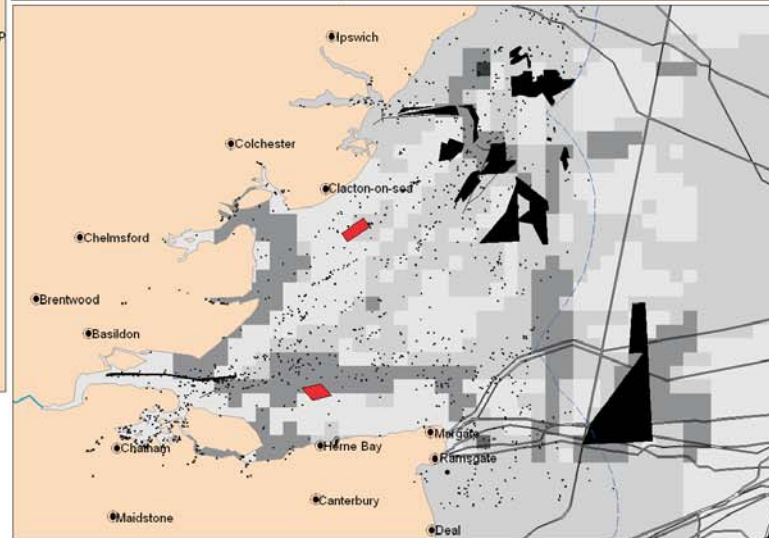 P
Ipswich
Colchester
Clacton-on-sea
Chelmsford
Brentwood
Basildon
Margate
Chatham
Herne Bay
Ramsgate
Canterbury
Maidstone
Deal